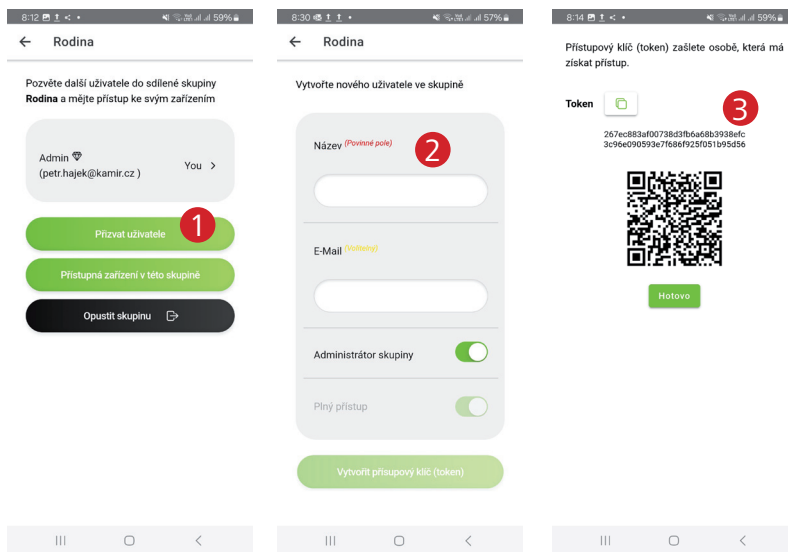 8:12 59%
Rodina
Pozvěte další uživatele do sdílené skupiny
Rodina a mějte přístup ke svým zařízením
Admin
(petr.hajek@kamir.cz )
You
1
Přizvat uživatele
Přístupná zařízení v této skupině
Opustit skupinu
8:30 57%
Rodina
Vytvořte nového uživatele ve skupině
Název (Povinné pole)
2
E-Mail (Volitelný)
Administrátor skupiny
Plný přístup
Vytvořit přísupový klíč (token)
8:14 59%
Přístupový klíč (token) zašlete osobě, která má
získat přístup.
Token
3
267ec883af00738d3fb6a68b3938efc
3c96e090593e7f686f925f051b95d56
Hotovo